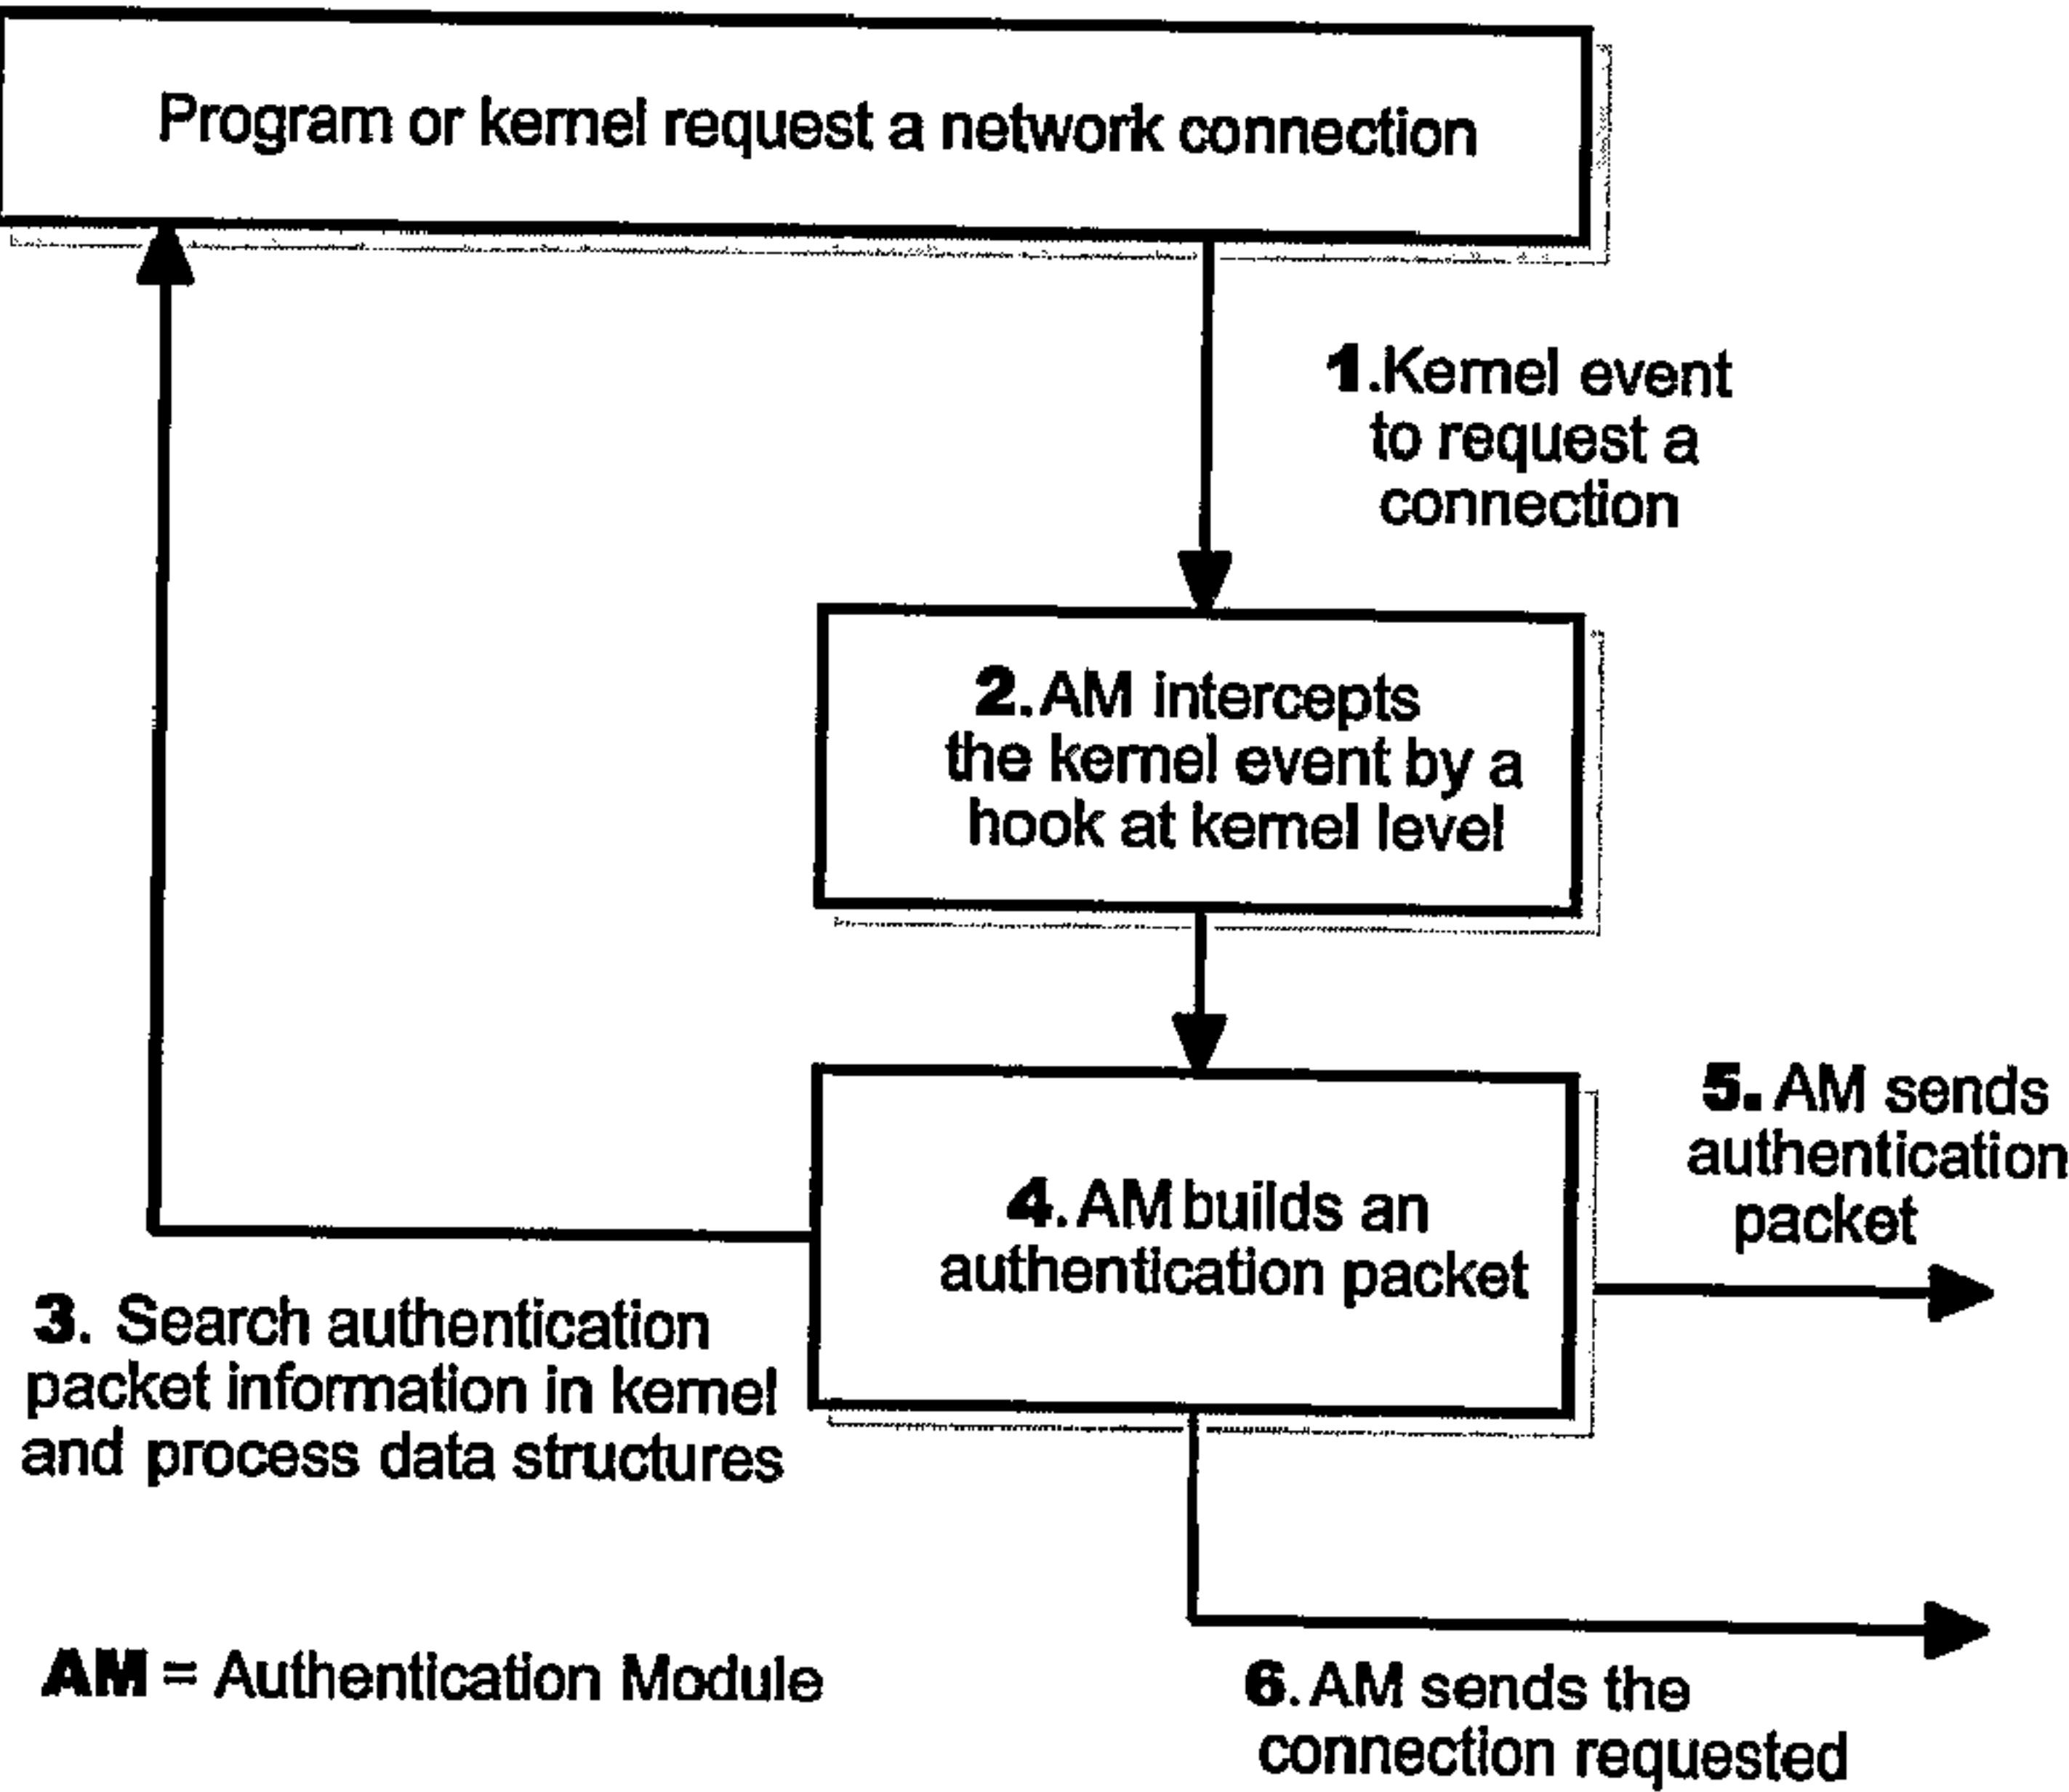 Program or kernel request a network connection
1.Kernel event
to request a
connection
2.AM intercepts
the kernel event by a
hook at kernel level
5. AM sends
authentication
packet
4.AM builds an
authentication packet
3. Search authentication
packet information in kernel
and process data structures
AM = Authentication Module
6.AM sends the
connection requested